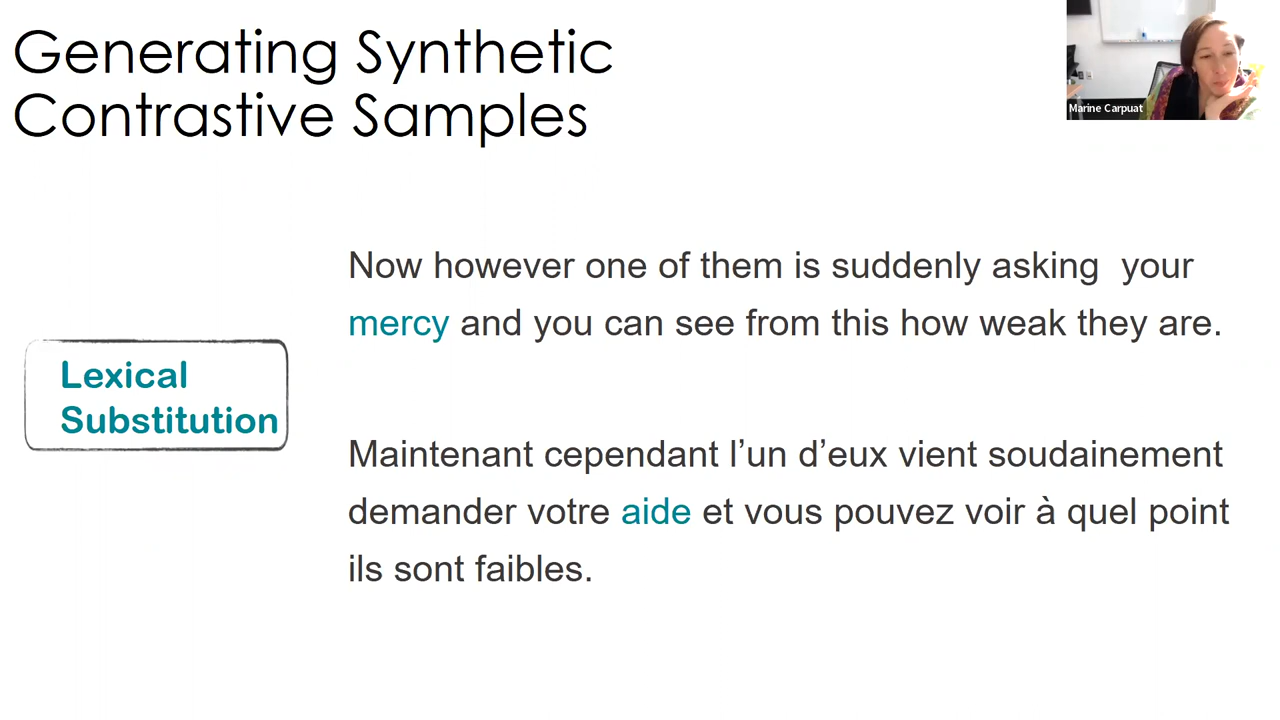 Generating Synthetic
Contrastive Samples
Marine Carpuat
Now however one of them is suddenly asking  your
mercy and you can see from this how weak they are.
Lexical
Substitution
Maintenant cependant l’un d’eux vient soudainement
demander votre aide et vous pouvez voir à quel point
ils sont faibles.